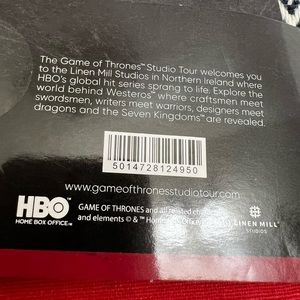 The Game of Thrones™ Studio Tour welcomes you
to the Linen Mill Studios in Northern Ireland where
HBO's global hit series sprang to life. Explore the
world behind Westeros™ where craftsmen meet
swordsmen, writers meet warriors, designers meet
dragons and the Seven Kingdoms™ are revealed.
5014728124950
www.gameofthronesstudiotour.com
HBO
HOME BOX OFFICE™
GAME OF THRONES and all related
and elements © & ™ Home
LINEN MILL
STUDIOS